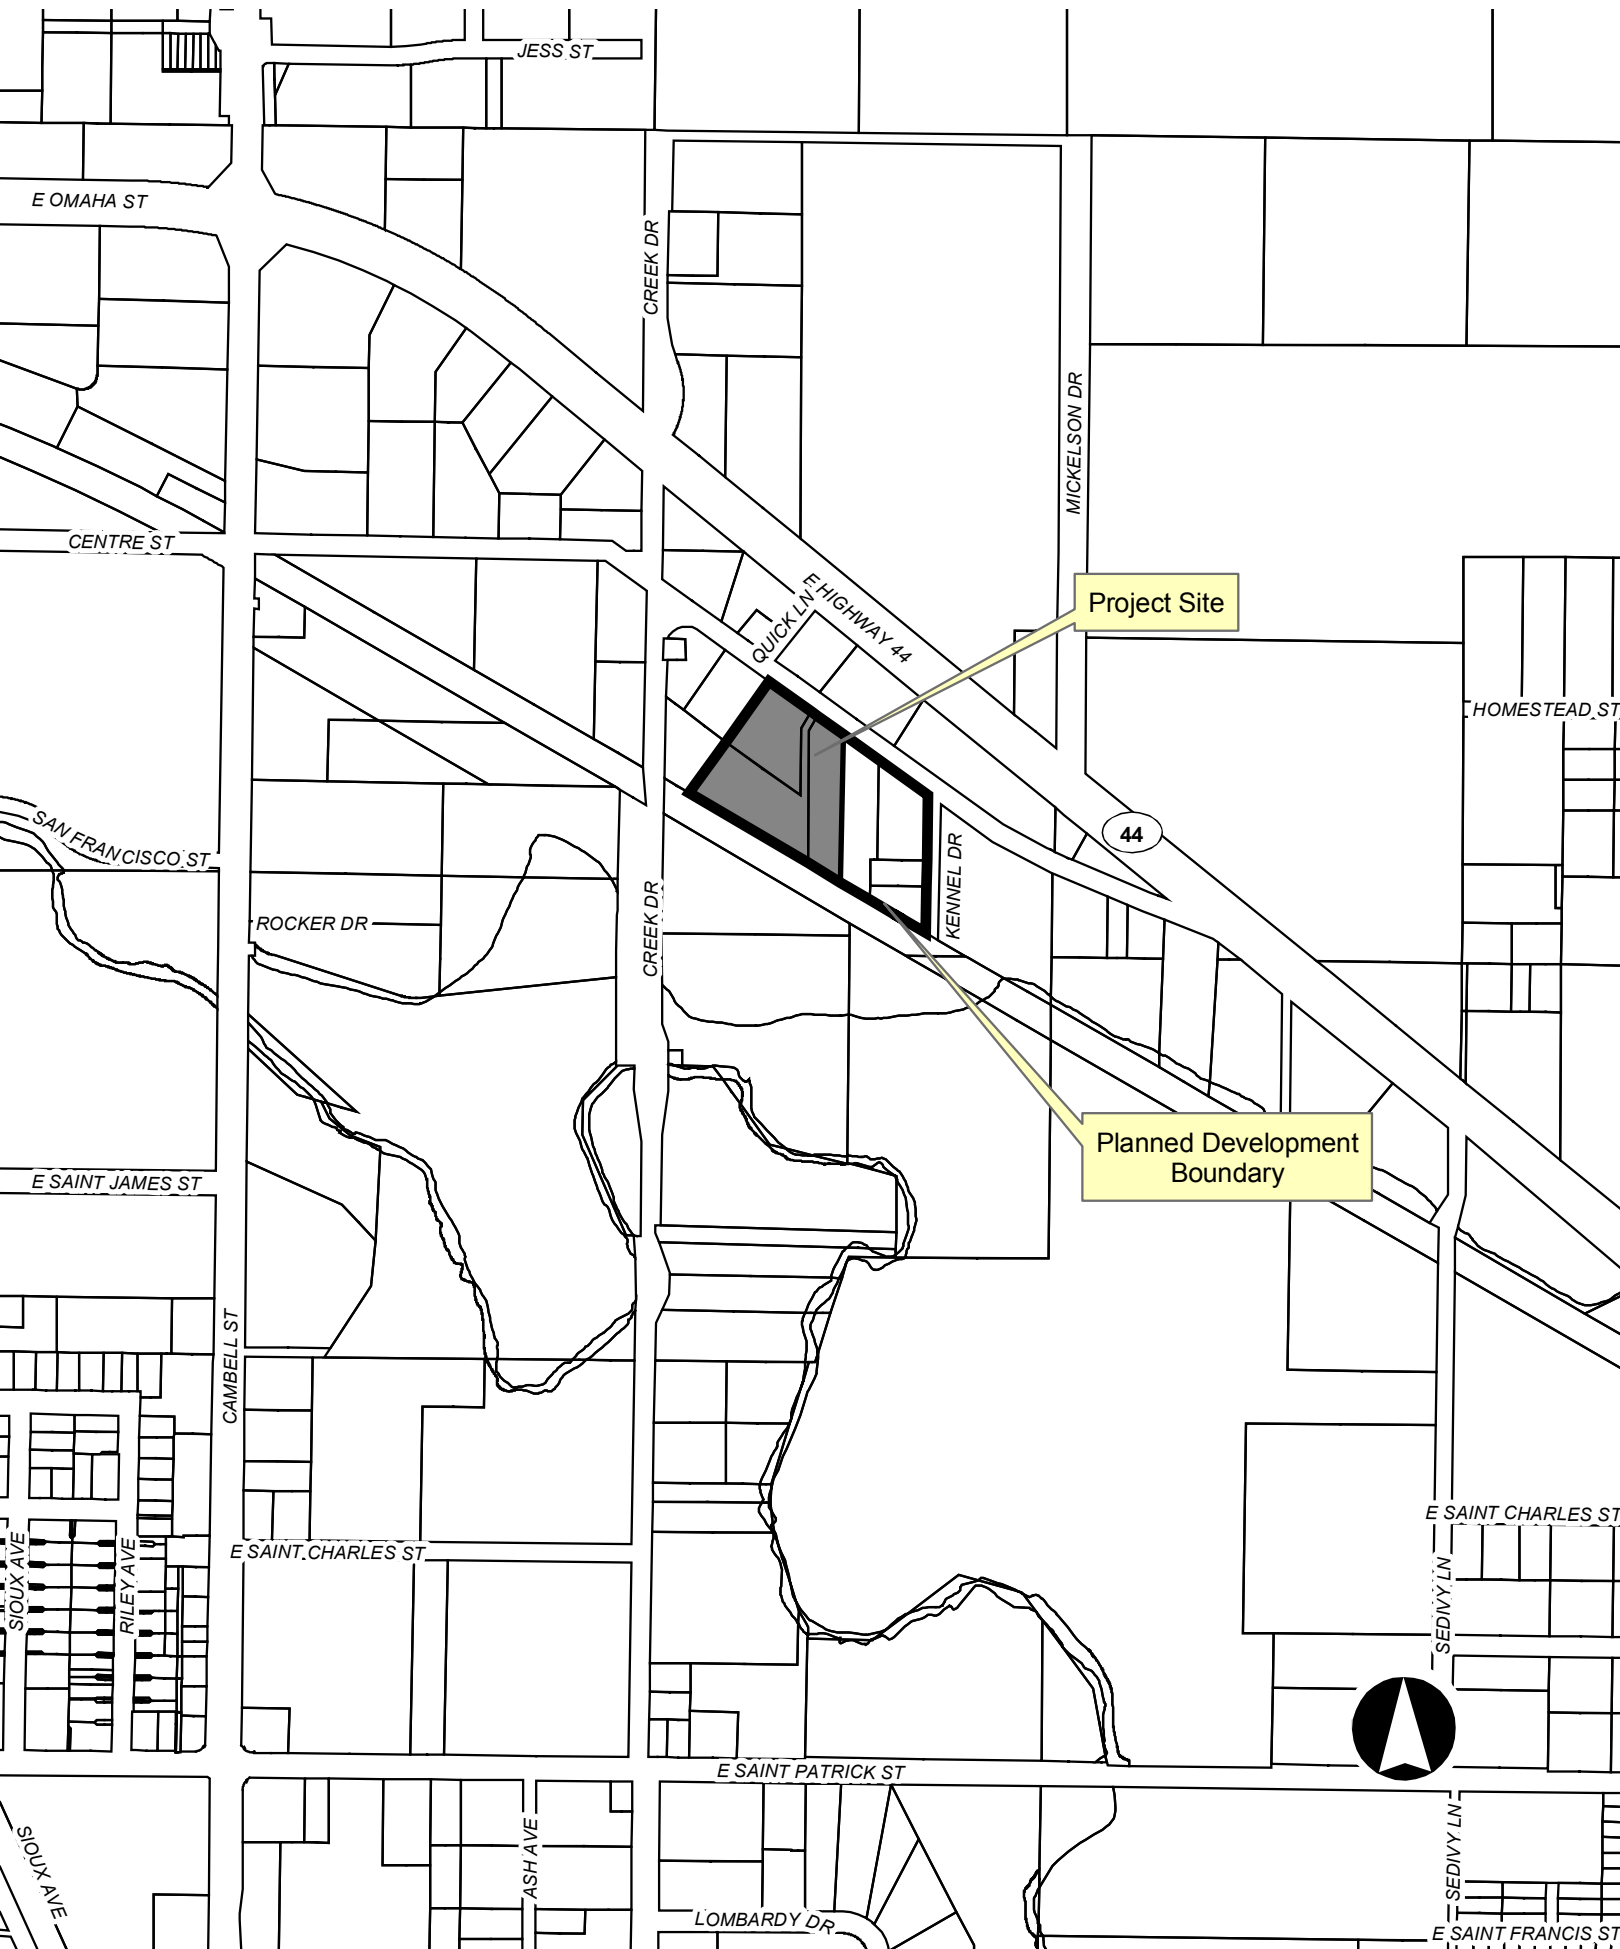 JESS ST
E OMAHA ST
CREEK DR
MICKELSON DR
CENTRE ST
E HIGHWAY 44
QUICK LN
Project Site
HOMESTEAD ST
44
SAN FRANCISCO ST
KENNEL DR
ROCKER DR
CREEK DR
Planned Development
Boundary
E SAINT JAMES ST
CAMBELL ST
E SAINT CHARLES ST
E SAINT CHARLES ST
SIOUX AVE
RILEY AVE
SEDIVY LN
E SAINT PATRICK ST
SIOUX AVE
ASH AVE
SEDIVY LN
LOMBARDY DR
E SAINT FRANCIS ST